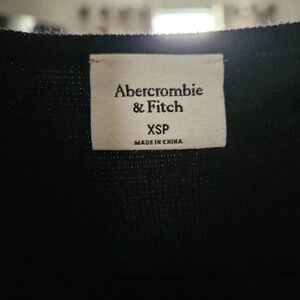 Abercrombie
& Fitch
XSP
MADE IN CHINA